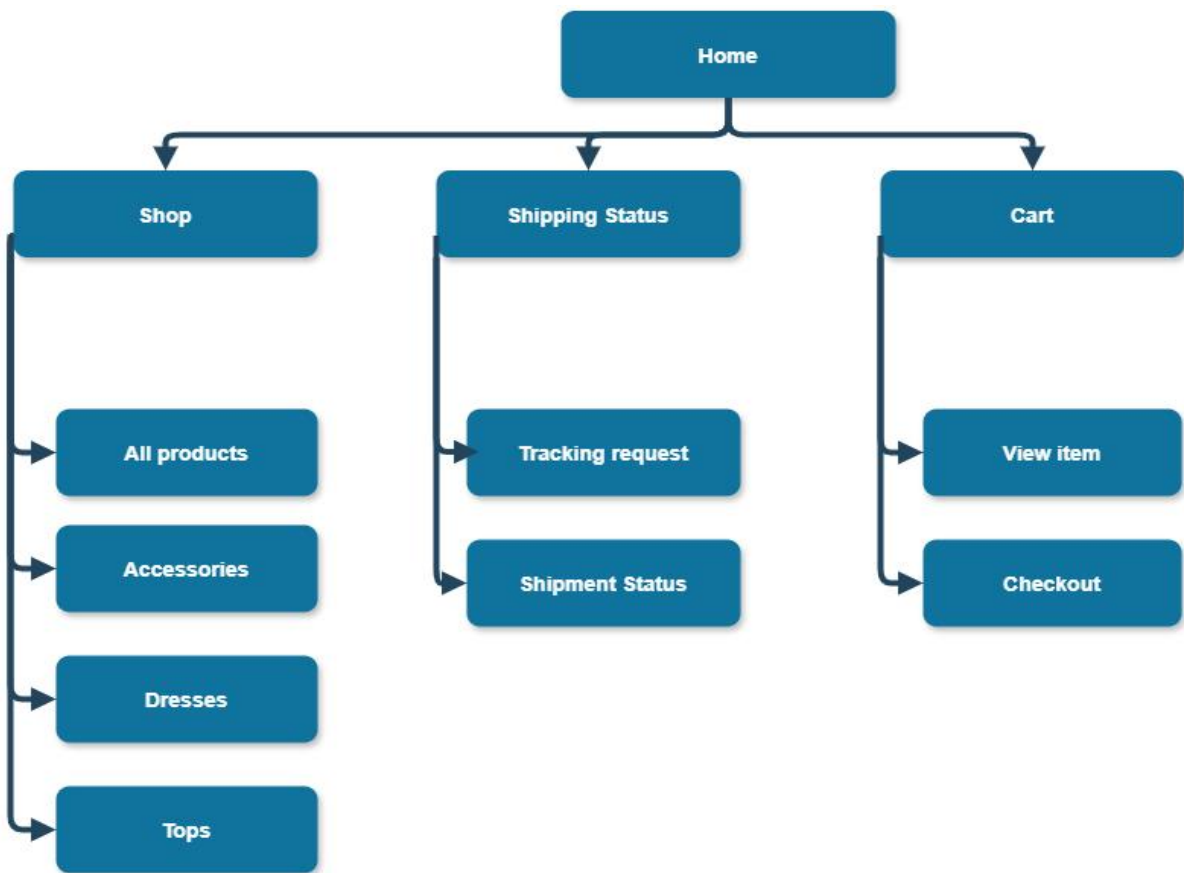 Home
Shop
Shipping Status
Cart
All products
Tracking request
View item
Accessories
Shipment Status
Checkout
Dresses
Tops